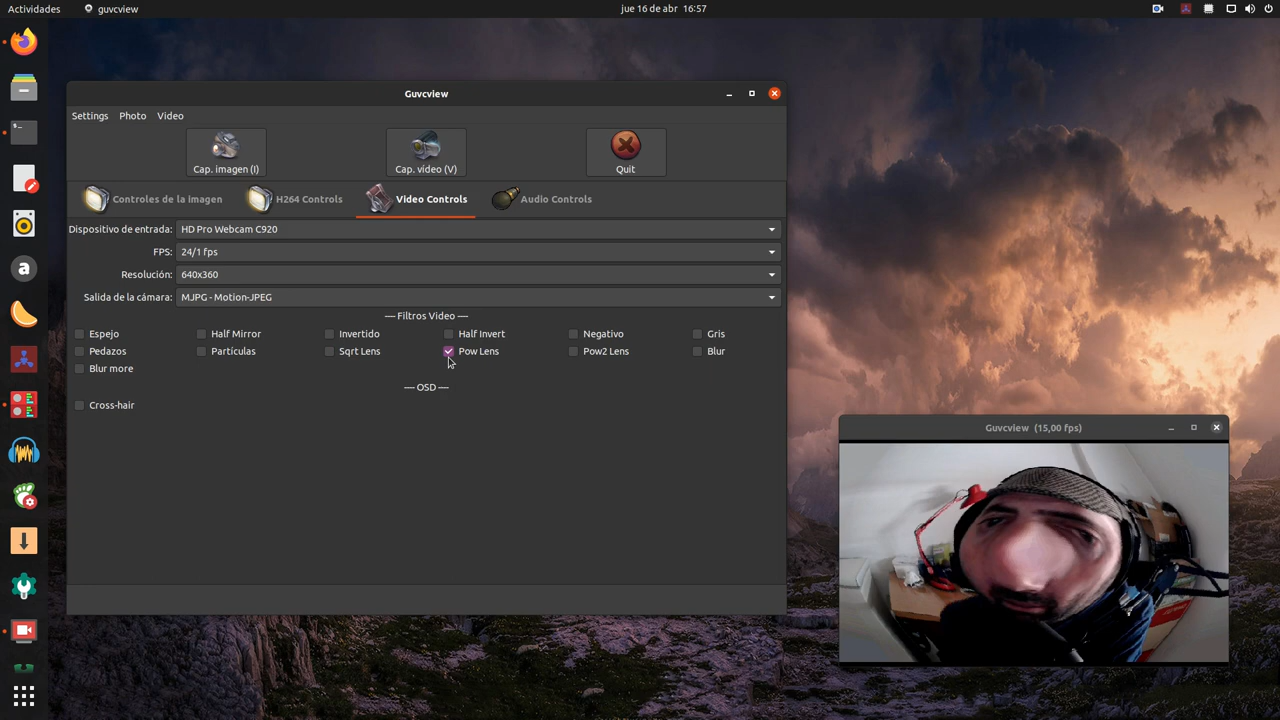 Actividades guvcview jue 16 de abr 16:57
Guvcview
Settings Photo Video
Cap. imagen (I) Cap. video (V) Quit
Controles de la Imagen H264 Controls Video Controls Audio Controls
Dispositivo de entrada: HD Pro Webcam C920
FPS: 24/1 fps
Resolución: 640x360
Salida de la cámara: MJPG - Motion-JPEG
---- Filtros Video ----
Espejo Half Mirror Invertido Half Invert Negativo Gris
Pedazos Partículas Sqrt Lens Pow Lens Pow2 Lens Blur
Blur more
---- OSD ----
Cross-hair
Guvcview (15,00 fps)
a